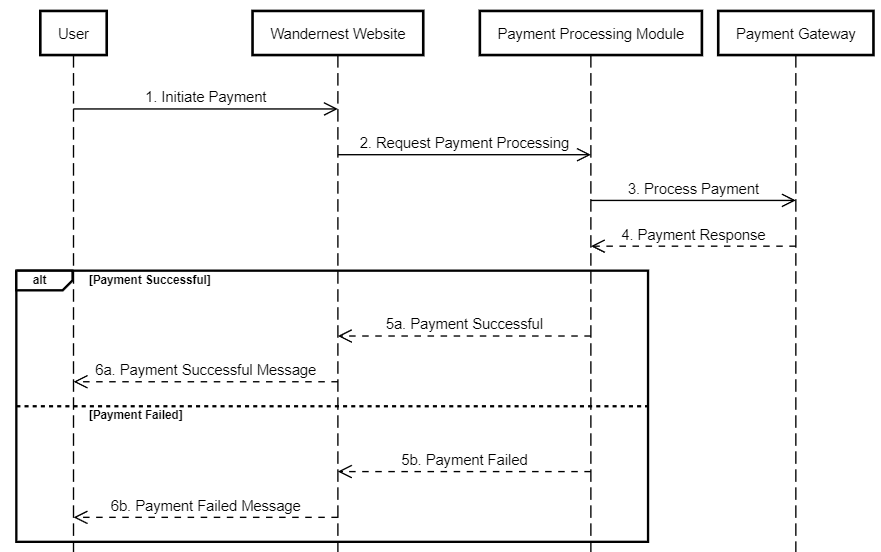 User
Wandernest Website
Payment Processing Module
Payment Gateway
1. Initiate Payment
2. Request Payment Processing
3. Process Payment
4. Payment Response
alt
[Payment Successful]
5a. Payment Successful
6a. Payment Successful Message
[Payment Failed]
5b. Payment Failed
6b. Payment Failed Message